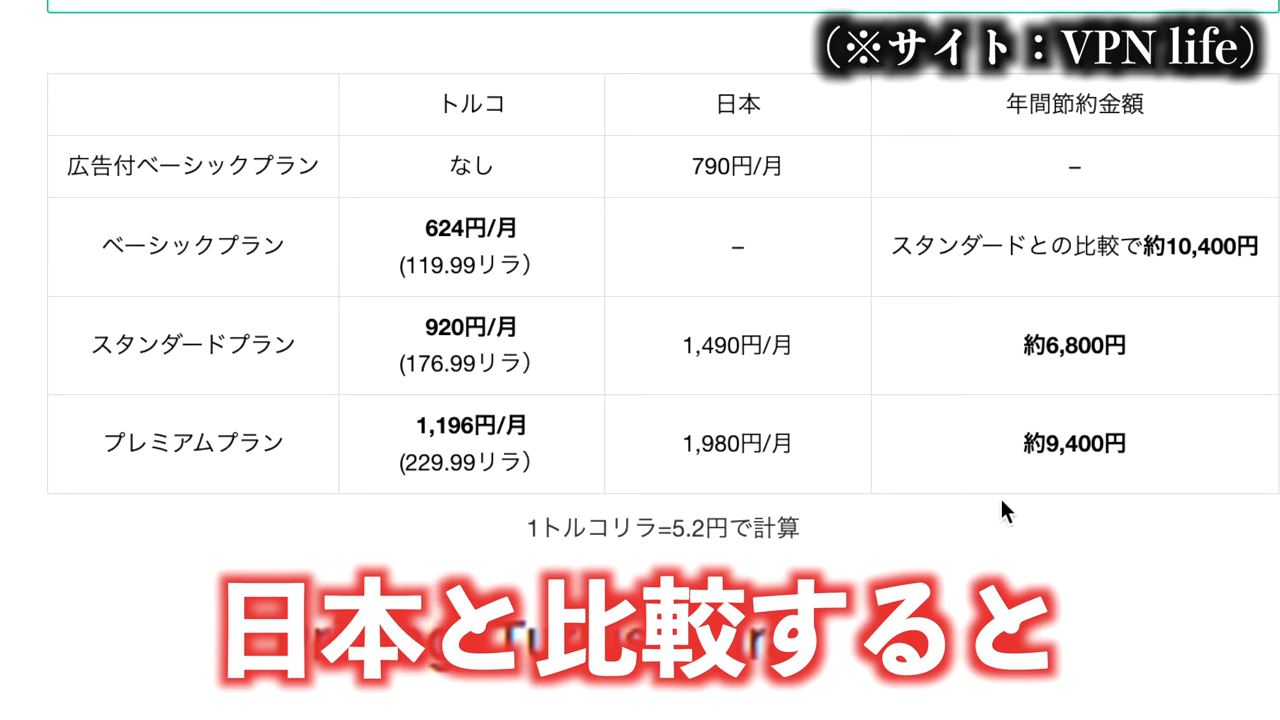 (※サイト：VPN life)
トルコ 日本 年間節約金額
広告付ベーシックプラン なし 790円/月 –
ベーシックプラン 624円/月 (119.99リラ) – スタンダードとの比較で約10,400円
スタンダードプラン 920円/月 (176.99リラ) 1,490円/月 約6,800円
プレミアムプラン 1,196円/月 (229.99リラ) 1,980円/月 約9,400円
1トルコリラ=5.2円で計算
日本と比較すると